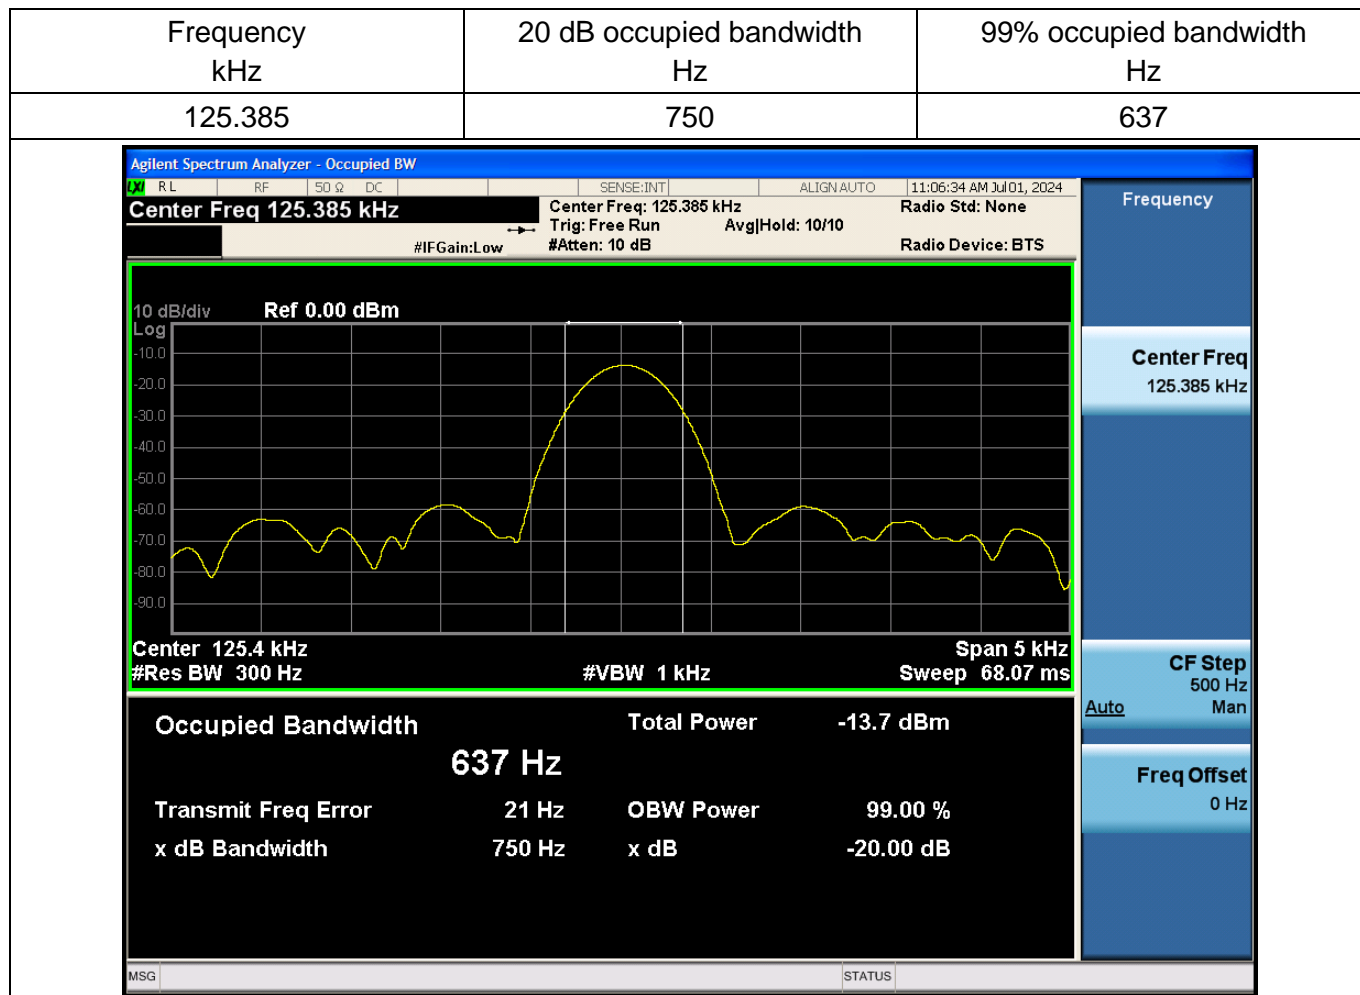 Frequency kHz 20 dB occupied bandwidth Hz 99% occupied bandwidth Hz
125.385 750 637
Agilent Spectrum Analyzer - Occupied BW
LXI RL RF 50 Ω DC SENSE:INT ALIGN AUTO 11:06:34 AM Jul 01, 2024
Center Freq 125.385 kHz
Center Freq: 125.385 kHz Radio Std: None
Trig: Free Run Avg|Hold: 10/10
#IFGain:Low #Atten: 10 dB Radio Device: BTS
10 dB/div Ref 0.00 dBm
Log
-10.0
-20.0
-30.0
-40.0
-50.0
-60.0
-70.0
-80.0
-90.0
Center 125.4 kHz Span 5 kHz
#Res BW 300 Hz #VBW 1 kHz Sweep 68.07 ms
Occupied Bandwidth Total Power -13.7 dBm
637 Hz
Transmit Freq Error 21 Hz OBW Power 99.00 %
x dB Bandwidth 750 Hz x dB -20.00 dB
Frequency
Center Freq
125.385 kHz
CF Step
500 Hz
Auto Man
Freq Offset
0 Hz
MSG STATUS